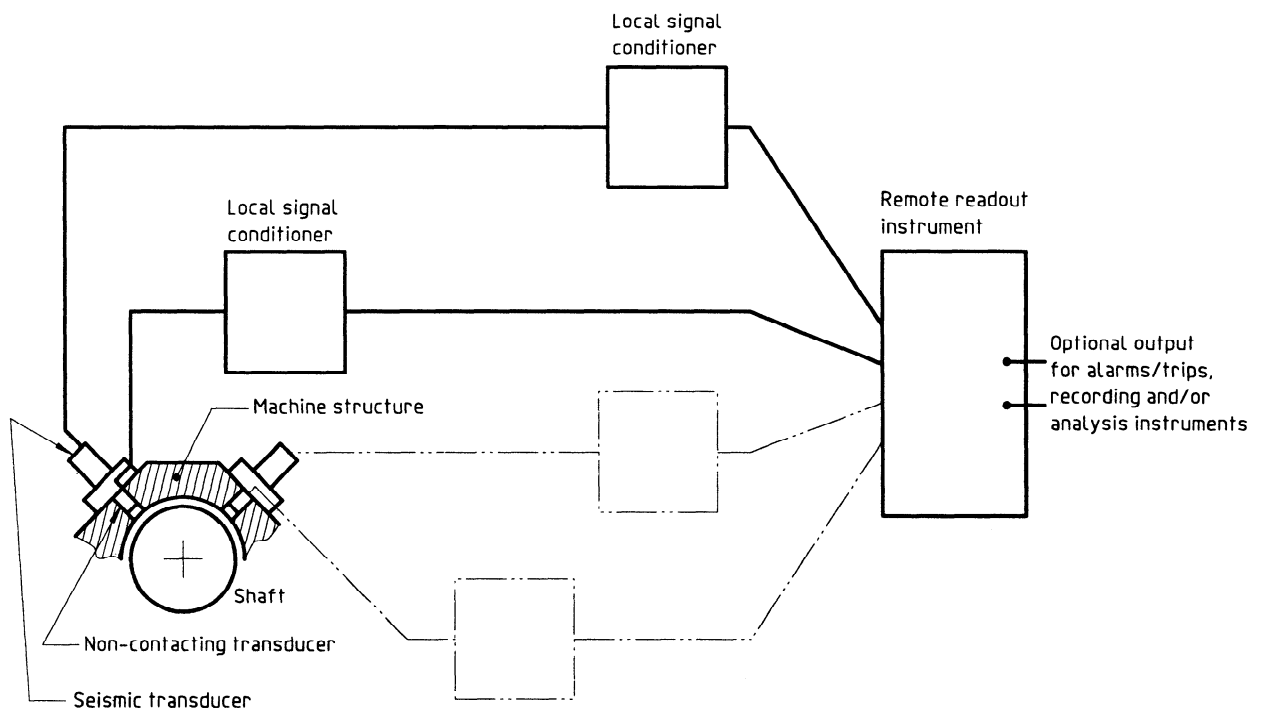 Local signal
conditioner
Local signal
conditioner
Remote readout
instrument
Optional output
for alarms/trips,
recording and/or
analysis instruments
Machine structure
Shaft
Non-contacting transducer
Seismic transducer